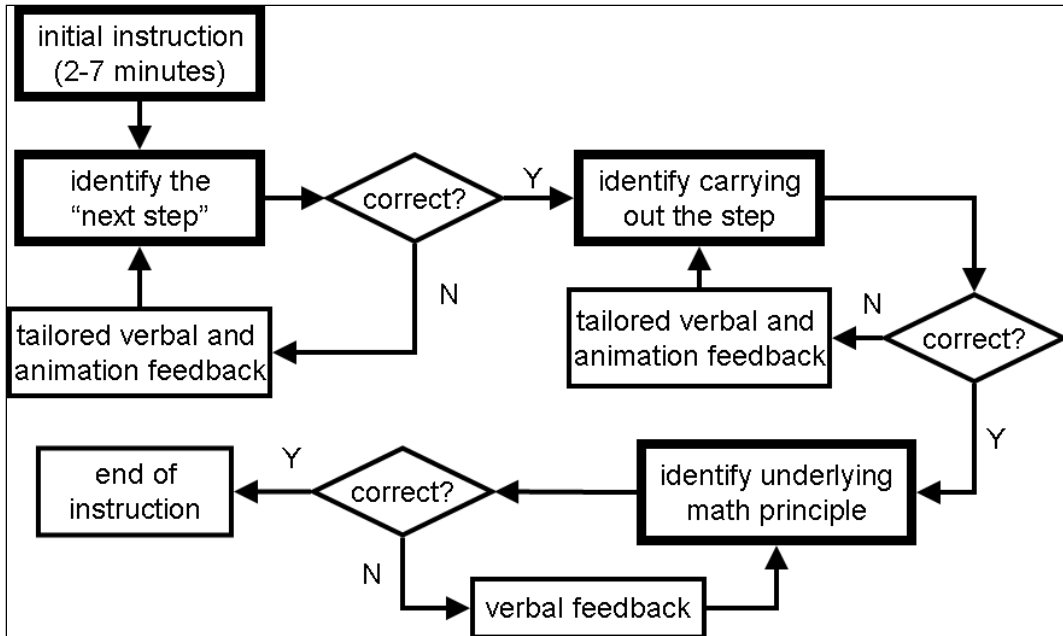 initial instruction
(2-7 minutes)
identify the
“next step”
correct?
Y
identify carrying
out the step
N
tailored verbal and
animation feedback
N
tailored verbal and
animation feedback
correct?
Y
identify underlying
math principle
correct?
Y
end of
instruction
N
verbal feedback